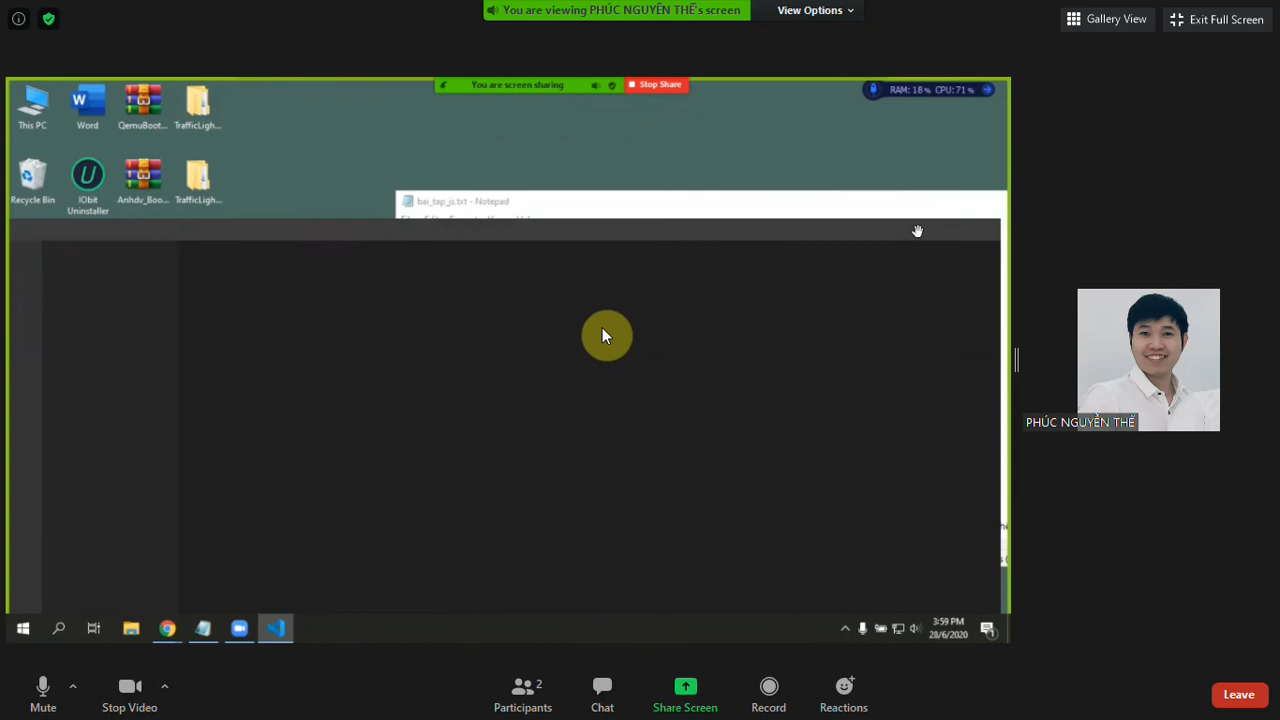 You are viewing PHÚC NGUYỄN THẾ's screen
View Options
Gallery View
Exit Full Screen
You are screen sharing
Stop Share
RAM: 18% CPU: 71%
This PC
Word
QemuBoot...
TrafficLigh...
Recycle Bin
IObit
Uninstaller
Anhdv_Boo...
TrafficLigh...
bai_tap_js.txt - Notepad
PHÚC NGUYỄN THẾ
3:59 PM
28/6/2020
1
Mute
Stop Video
Participants
2
Chat
Share Screen
Record
Reactions
Leave